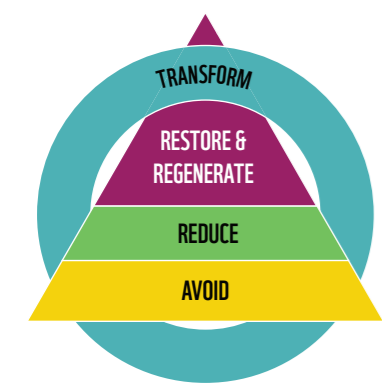 TRANSFORM
RESTORE &
REGENERATE
REDUCE
AVOID